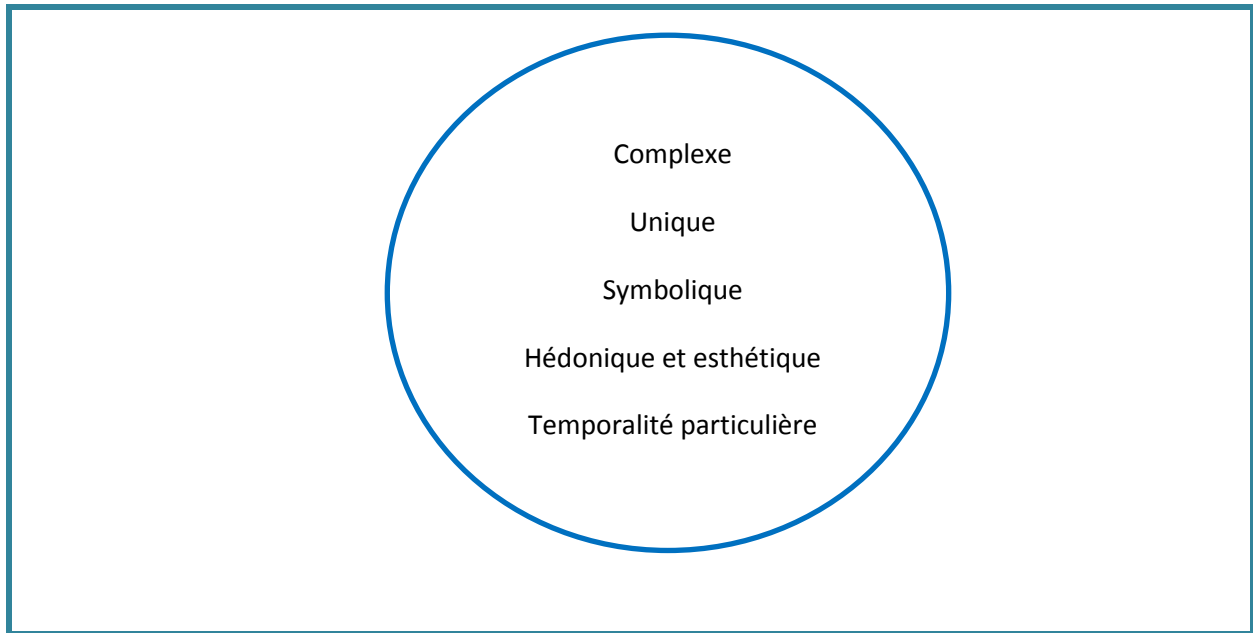 Complexe
Unique
Symbolique
Hédonique et esthétique
Temporalité particulière